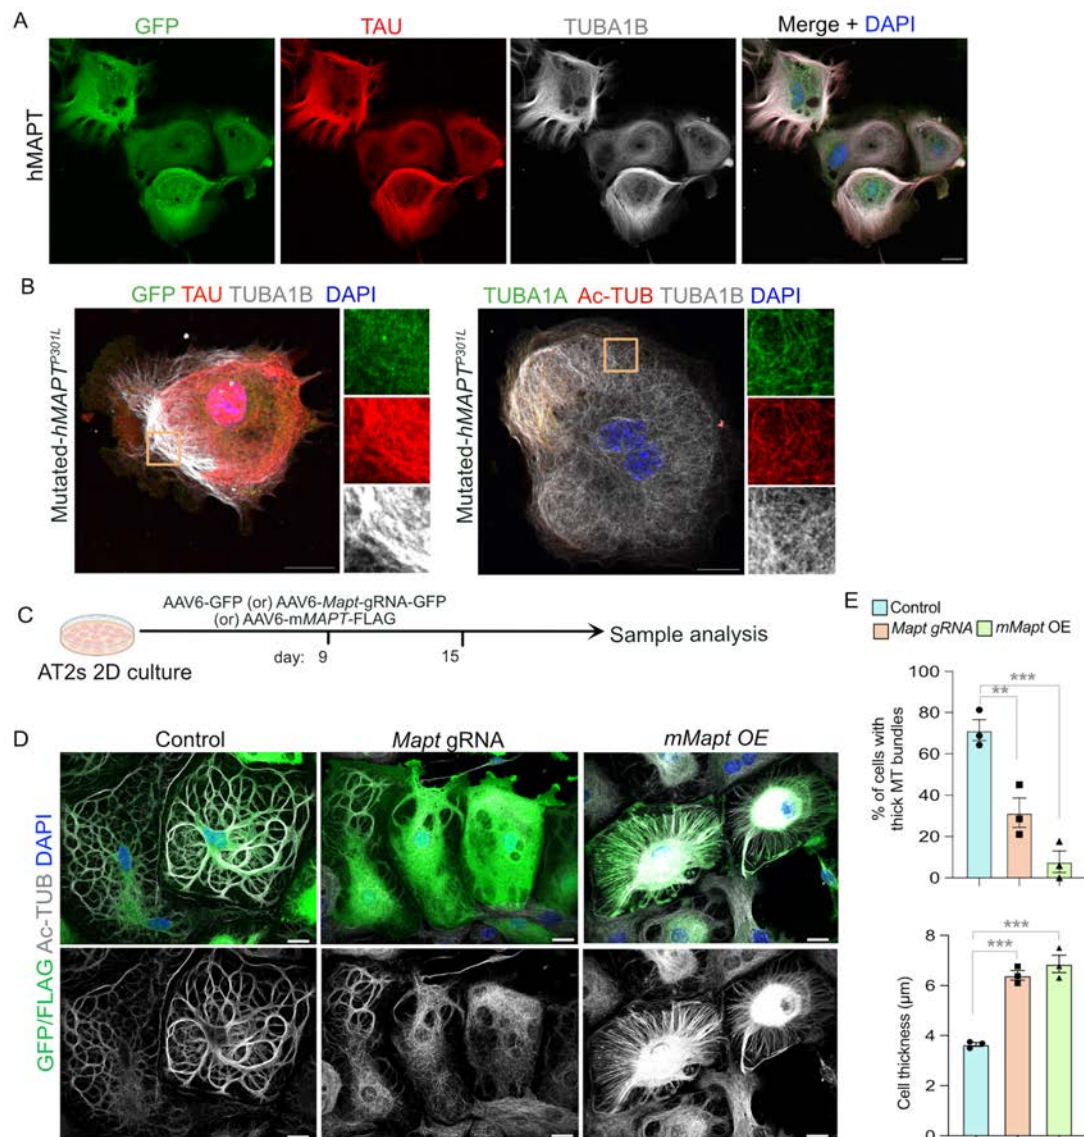 A
GFP
TAU
TUBA1B
Merge + DAPI
hMAPT
B
GFP TAU TUBA1B DAPI
Mutated-hMAPT^P301L
TUBA1A Ac-TUB TUBA1B DAPI
Mutated-hMAPT^P301L
C
AAV6-GFP (or) AAV6-Mapt-gRNA-GFP
(or) AAV6-mMAPT-FLAG
Sample analysis
day: 9 15
AT2s 2D culture
D
Control
Mapt gRNA
mMapt OE
GFP/FLAG Ac-TUB DAPI
E
Control
Mapt gRNA mMapt OE
% of cells with
thick MT bundles
100
80
60
40
20
0
***
**
Cell thickness (µm)
8
6
4
2
0
***
***